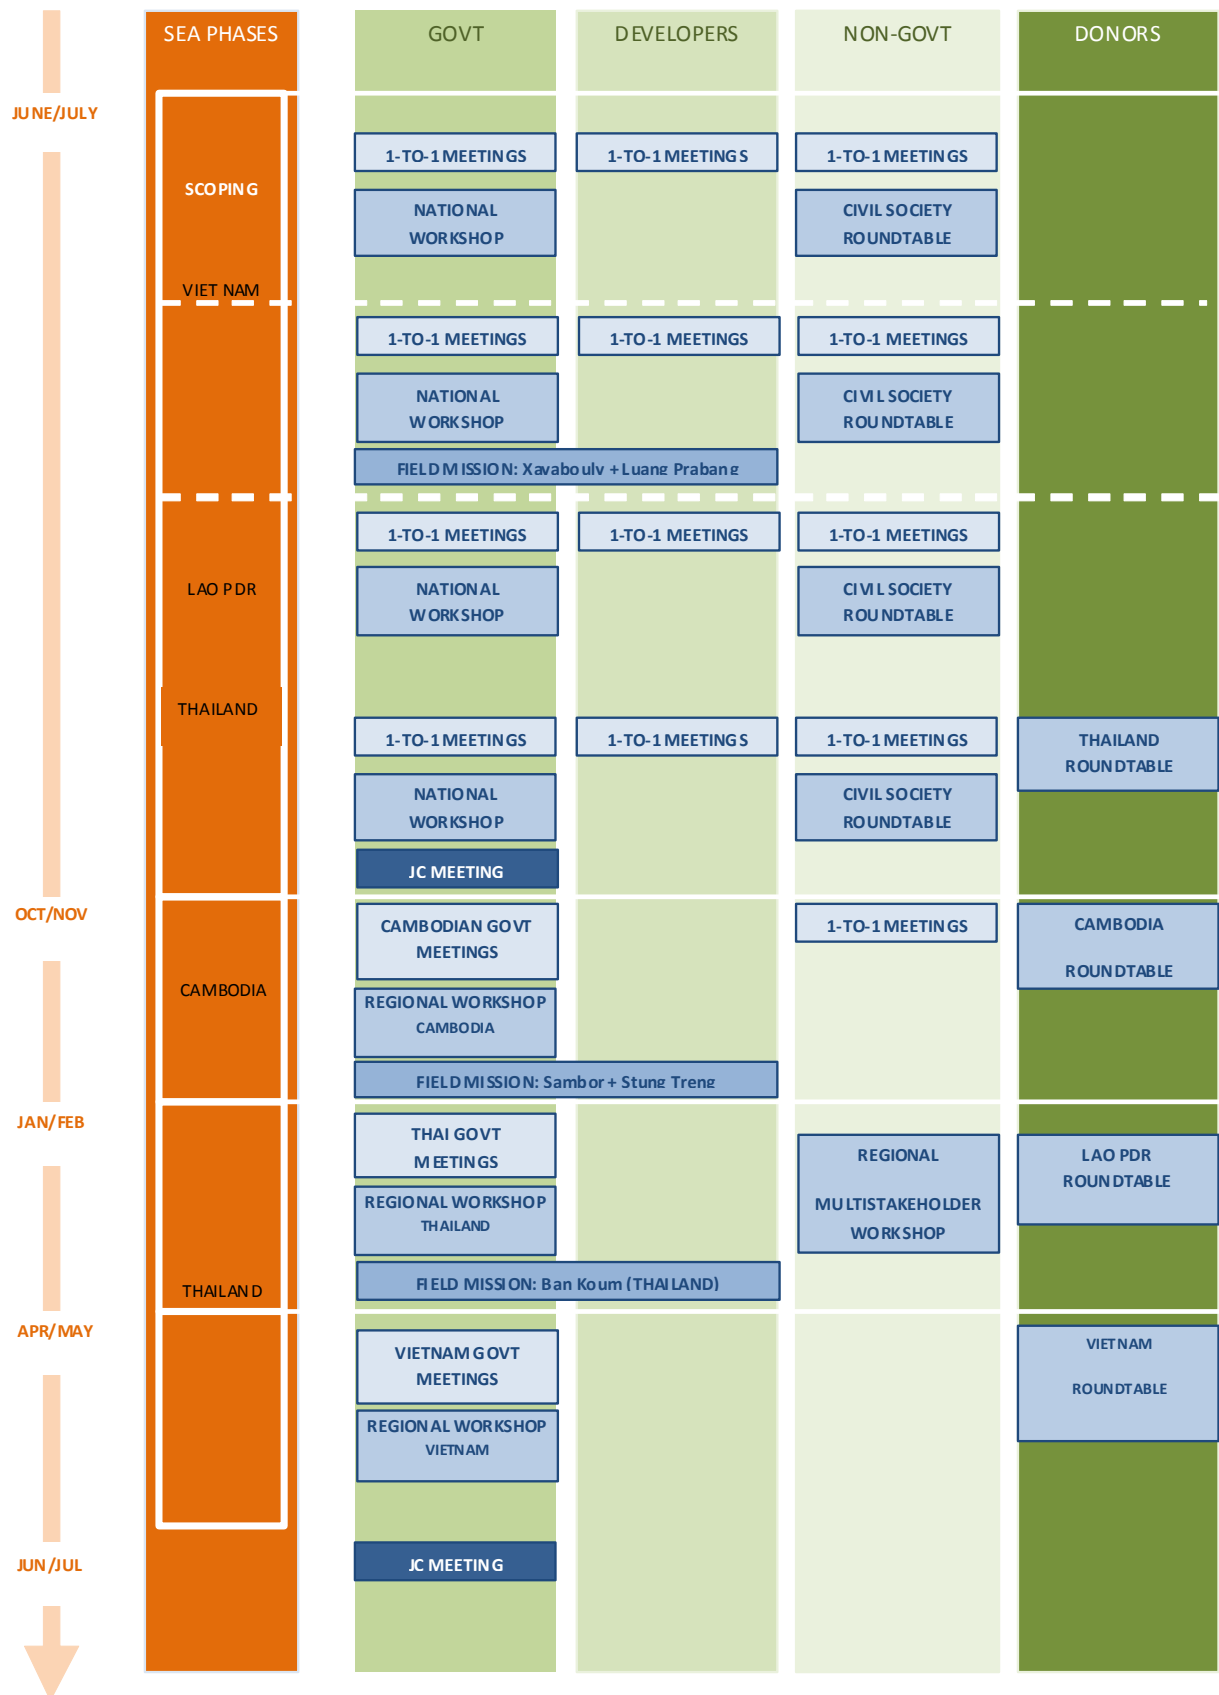 SEA PHASES
GOVT
DEVELOPERS
NON-GOVT
DONORS
JUNE/JULY
1-TO-1 MEETINGS
1-TO-1 MEETINGS
1-TO-1 MEETINGS
SCOPING
NATIONAL
WORKSHOP
CIVIL SOCIETY
ROUNDTABLE
VIET NAM
1-TO-1 MEETINGS
1-TO-1 MEETINGS
1-TO-1 MEETINGS
NATIONAL
WORKSHOP
CIVIL SOCIETY
ROUNDTABLE
FIELD MISSION: Xayaboulv + Luang Prabang
1-TO-1 MEETINGS
1-TO-1 MEETINGS
1-TO-1 MEETINGS
LAO PDR
NATIONAL
WORKSHOP
CIVIL SOCIETY
ROUNDTABLE
THAILAND
1-TO-1 MEETINGS
1-TO-1 MEETINGS
1-TO-1 MEETINGS
THAILAND
ROUNDTABLE
NATIONAL
WORKSHOP
CIVIL SOCIETY
ROUNDTABLE
JC MEETING
OCT/NOV
CAMBODIAN GOVT
MEETINGS
1-TO-1 MEETINGS
CAMBODIA
ROUNDTABLE
CAMBODIA
REGIONAL WORKSHOP
CAMBODIA
FIELD MISSION: Sambor + Stung Treng
JAN/FEB
THAI GOVT
MEETINGS
REGIONAL
MULTISTAKEHOLDER
WORKSHOP
LAO PDR
ROUNDTABLE
REGIONAL WORKSHOP
THAILAND
FIELD MISSION: Ban Koum (THAILAND)
THAILAND
APR/MAY
VIETNAM GOVT
MEETINGS
VIETNAM
ROUNDTABLE
REGIONAL WORKSHOP
VIETNAM
JUN/JUL
JC MEETING